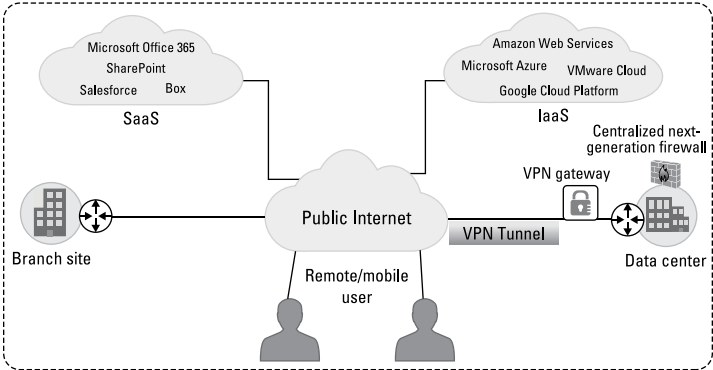 Microsoft Office 365
SharePoint
Salesforce Box
SaaS
Amazon Web Services
Microsoft Azure VMware Cloud
Google Cloud Platform
IaaS
Centralized next-
generation firewall
VPN gateway
Public Internet
VPN Tunnel
Branch site
Data center
Remote/mobile
user